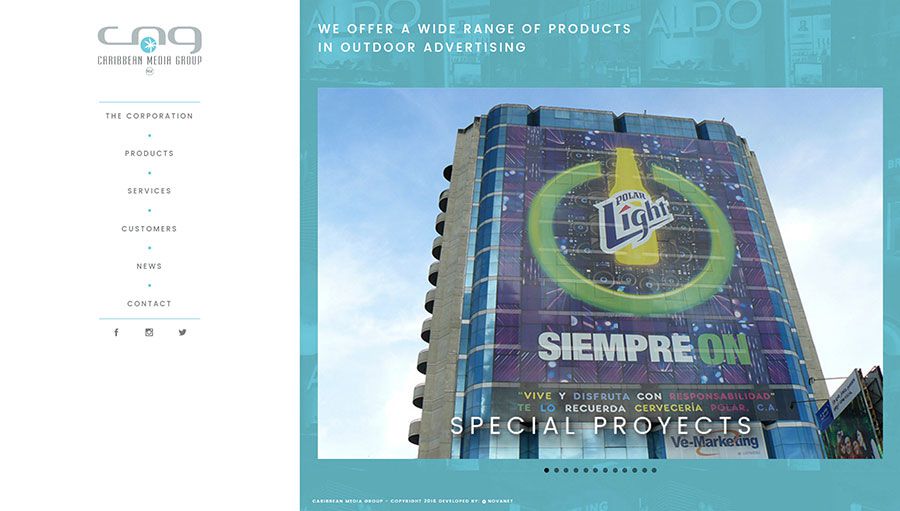 cmg
CARIBBEAN MEDIA GROUP
THE CORPORATION
PRODUCTS
SERVICES
CUSTOMERS
NEWS
CONTACT
WE OFFER A WIDE RANGE OF PRODUCTS
IN OUTDOOR ADVERTISING
ALDO
ALDO
POLAR
Light
SIEMPRE ON
"VIVE Y DISFRUTA CON RESPONSABILIDAD"
TE LO RECUERDA CERVECERÍA POLAR, C.A.
SPECIAL PROYECTS
Ve-Marketing
CARIBBEAN MEDIA GROUP - COPYRIGHT 2016 DEVELOPED BY: @ NOVANET